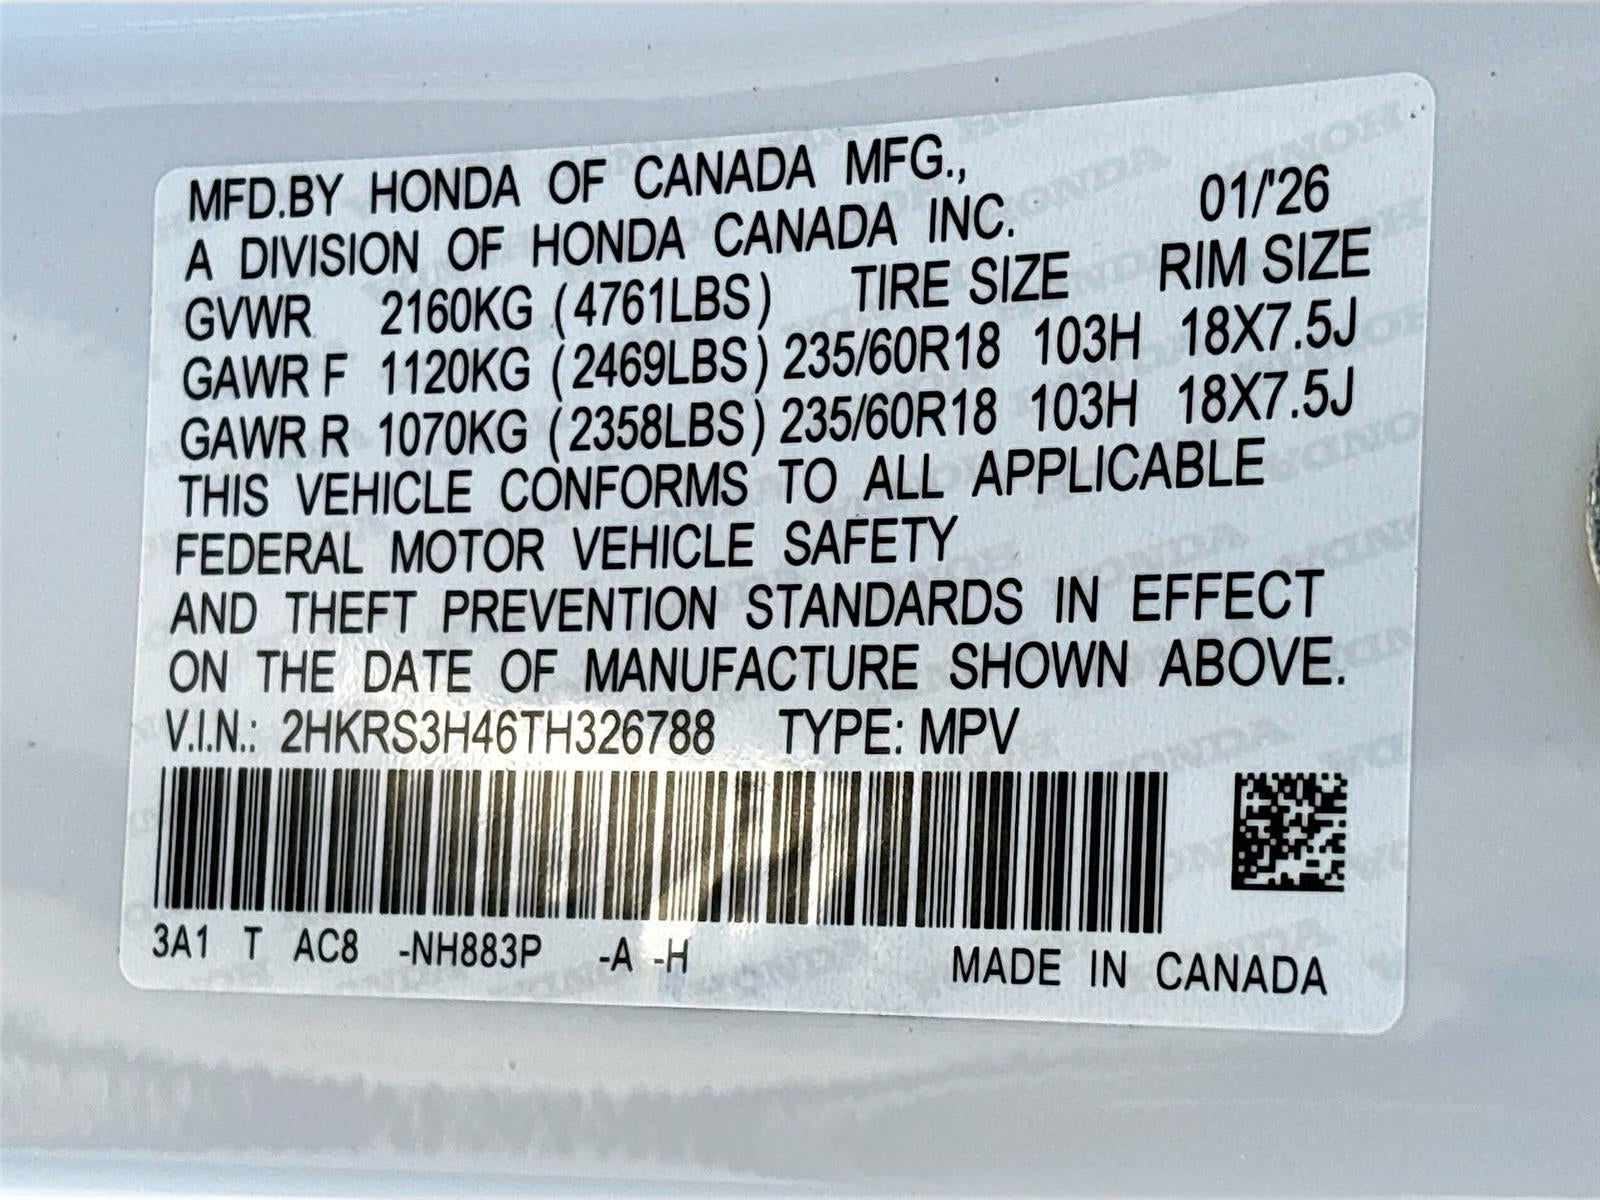 MFD.BY HONDA OF CANADA MFG., 01/'26
A DIVISION OF HONDA CANADA INC.
GVWR 2160KG (4761LBS) TIRE SIZE RIM SIZE
GAWR F 1120KG (2469LBS) 235/60R18 103H 18X7.5J
GAWR R 1070KG (2358LBS) 235/60R18 103H 18X7.5J
THIS VEHICLE CONFORMS TO ALL APPLICABLE
FEDERAL MOTOR VEHICLE SAFETY
AND THEFT PREVENTION STANDARDS IN EFFECT
ON THE DATE OF MANUFACTURE SHOWN ABOVE.
V.I.N.: 2HKRS3H46TH326788 TYPE: MPV
3A1 T AC8 -NH883P -A -H
MADE IN CANADA